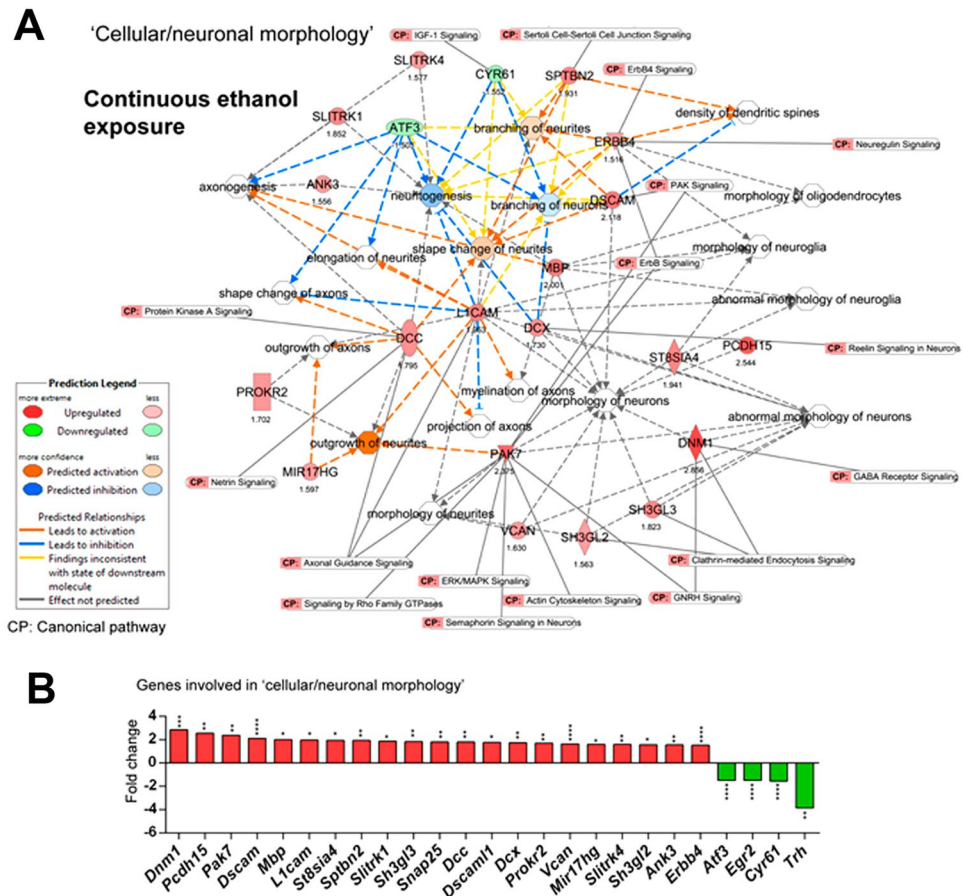 A
'Cellular/neuronal morphology'
Continuous ethanol
exposure
CP: IGF-1 Signaling
CP: Sertoli Cell-Sertoli Cell Junction Signaling
SLITRK4
1.577
CYR61
SPTBN2
1.931
CP: ErbB4 Signaling
SLITRK1
1.852
ATF3
branching of neurites
density of dendritic spines
ERBB4
1.516
CP: Neuregulin Signaling
axonogenesis
ANK3
1.556
neuritogenesis
branching of neurons
DSCAM
2.118
CP: PAK Signaling
morphology of oligodendrocytes
shape change of neurites
elongation of neurites
MBP
2.001
CP: ErbB Signaling
morphology of neuroglia
shape change of axons
abnormal morphology of neuroglia
CP: Protein Kinase A Signaling
L1CAM
DCX
1.730
DCC
1.795
outgrowth of axons
CP: Reelin Signaling in Neurons
PCDH15
2.544
ST8SIA4
1.941
PROKR2
1.702
myelination of axons
morphology of neurons
projection of axons
abnormal morphology of neurons
outgrowth of neurites
PAK7
DNM1
MIR17HG
1.597
CP: Netrin Signaling
CP: GABA Receptor Signaling
morphology of neurites
VCAN
1.630
SH3GL2
1.563
SH3GL3
1.823
CP: Axonal Guidance Signaling
CP: Clathrin-mediated Endocytosis Signaling
CP: ERK/MAPK Signaling
CP: Signaling by Rho Family GTPases
CP: Actin Cytoskeleton Signaling
CP: GNRH Signaling
CP: Semaphorin Signaling in Neurons
Prediction Legend
more extreme less
Upregulated
Downregulated
more confidence less
Predicted activation
Predicted inhibition
Predicted Relationships
Leads to activation
Leads to inhibition
Findings inconsistent
with state of downstream
molecule
Effect not predicted
CP: Canonical pathway
B
Genes involved in 'cellular/neuronal morphology'
Fold change
4
2
0
-2
-4
-6
Dnm1
Pcdh15
Pak7
Dscam
Mbp
L1cam
St8sia4
Sptbn2
Slitrk1
Sh3gl3
Snap25
Dcc
Dscaml1
Dcx
Prokr2
Vcan
Mir17hg
Slitrk4
Sh3gl2
Ank3
Erbb4
Atf3
Egr2
Cyr61
Trh